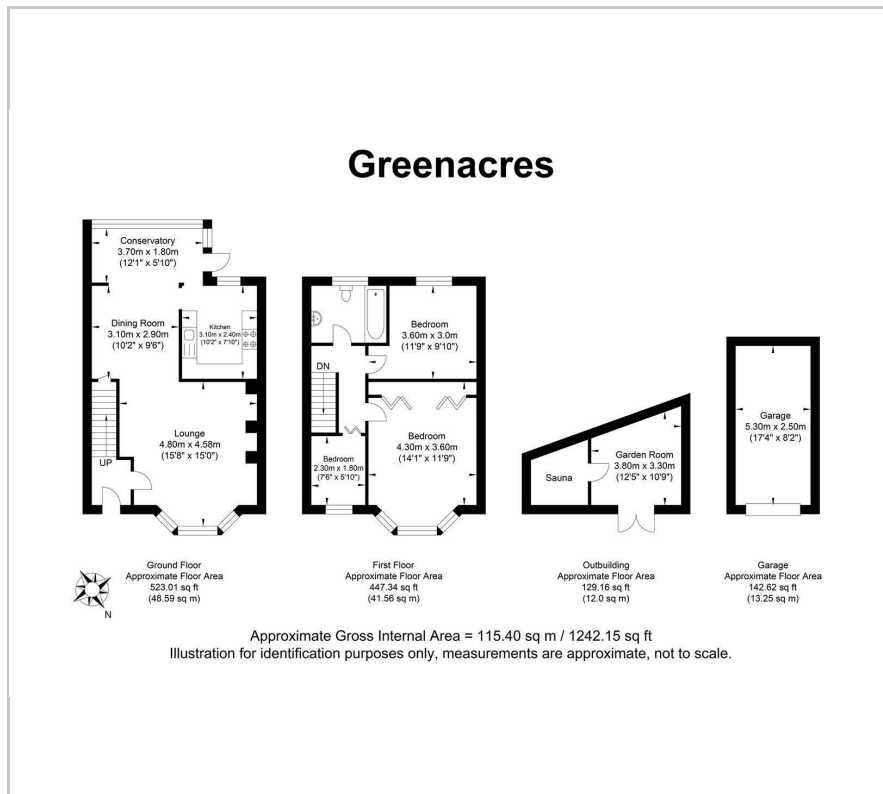 Greenacres
Conservatory
3.70m x 1.80m
(12'1" x 5'10")
Dining Room
3.10m x 2.90m
(10'2" x 9'6")
Kitchen
3.10m x 2.40m
(10'2" x 7'10")
Lounge
4.80m x 4.58m
(15'8" x 15'0")
UP
Ground Floor
Approximate Floor Area
523.01 sq ft
(48.59 sq m)
Bedroom
3.60m x 3.0m
(11'9" x 9'10")
DN
Bedroom
4.30m x 3.60m
(14'1" x 11'9")
Bedroom
2.30m x 1.80m
(7'6" x 5'10")
First Floor
Approximate Floor Area
447.34 sq ft
(41.56 sq m)
Garden Room
3.80m x 3.30m
(12'5" x 10'9")
Sauna
Outbuilding
Approximate Floor Area
129.16 sq ft
(12.0 sq m)
Garage
5.30m x 2.50m
(17'4" x 8'2")
Garage
Approximate Floor Area
142.62 sq ft
(13.25 sq m)
N
Approximate Gross Internal Area = 115.40 sq m / 1242.15 sq ft
Illustration for identification purposes only, measurements are approximate, not to scale.